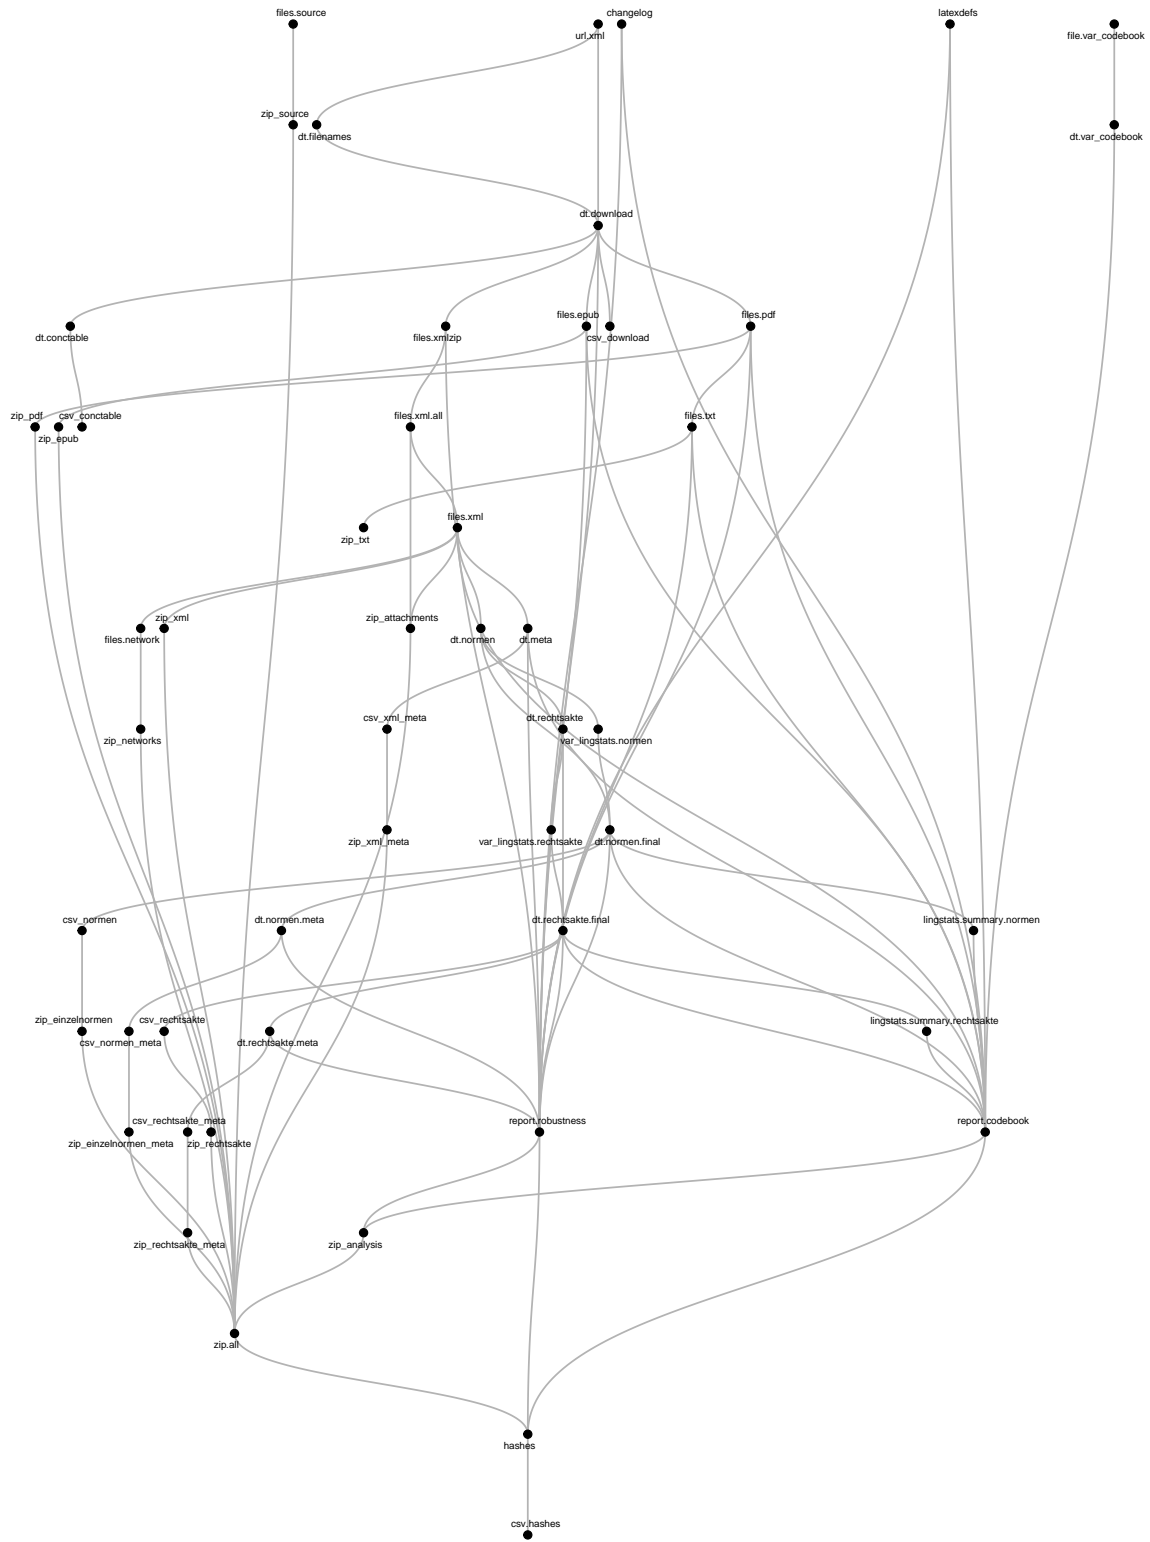 files.source
changelog
latexdefs
url.xml
file.var_codebook
zip_source
dt.filenames
dt.var_codebook
dt.download
files.epub
files.pdf
dt.conctable
files.xmlzip
csv_download
zip_pdf
csv_conctable
files.xml.all
files.txt
zip_epub
files.xml
zip_txt
zip_xml
zip_attachments
files.network
dt.normen
dt.meta
csv_xml_meta
dt.rechtsakte
zip_networks
var_lingstats.normen
zip_xml_meta
var_lingstats.rechtsakte
dt.normen.final
csv_normen
dt.normen.meta
dt.rechtsakte.final
lingstats.summary.normen
zip_einzelnormen
csv_rechtsakte
lingstats.summary.rechtsakte
csv_normen_meta
dt.rechtsakte.meta
csv_rechtsakte_meta
report.robustness
report.codebook
zip_einzelnormen_meta
zip_rechtsakte
zip_rechtsakte_meta
zip_analysis
zip.all
hashes
csv.hashes